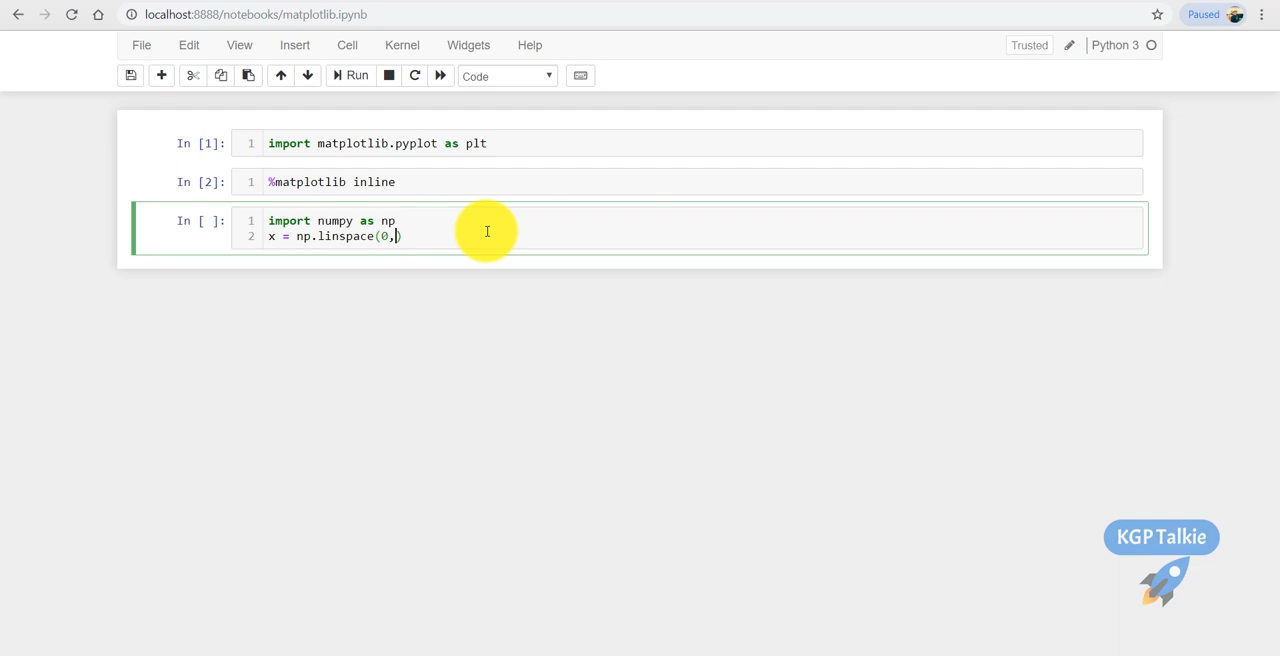 localhost:8888/notebooks/matplotlib.ipynb
Paused
File Edit View Insert Cell Kernel Widgets Help
Trusted Python 3
Run Code
In [1]: 1 import matplotlib.pyplot as plt
In [2]: 1 %matplotlib inline
In [ ]: 1 import numpy as np
2 x = np.linspace(0,)
KGP Talkie